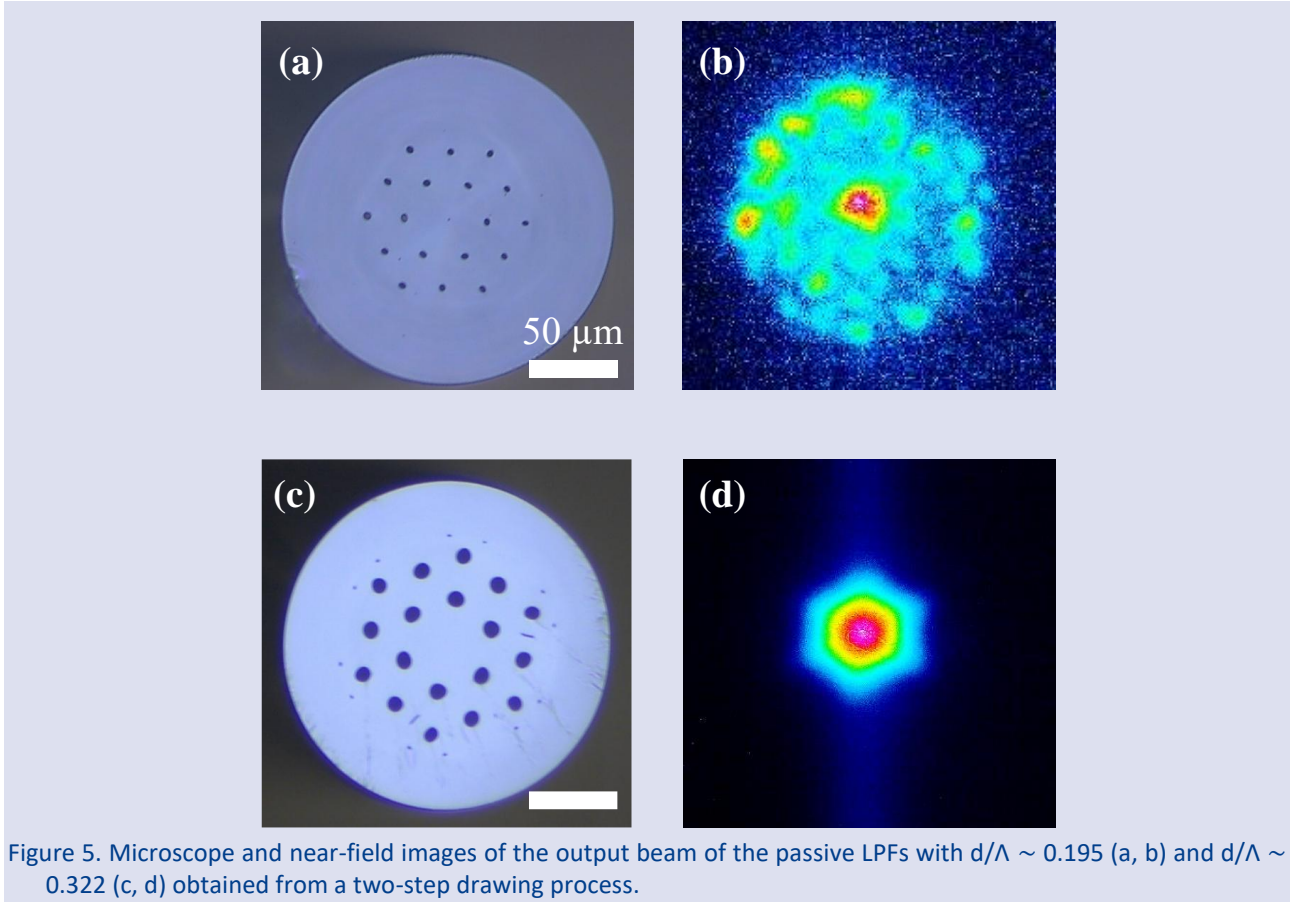 (a)
(b)
50 μm
(c)
(d)
Figure 5. Microscope and near-field images of the output beam of the passive LPFs with d/Λ ~ 0.195 (a, b) and d/Λ ~
0.322 (c, d) obtained from a two-step drawing process.